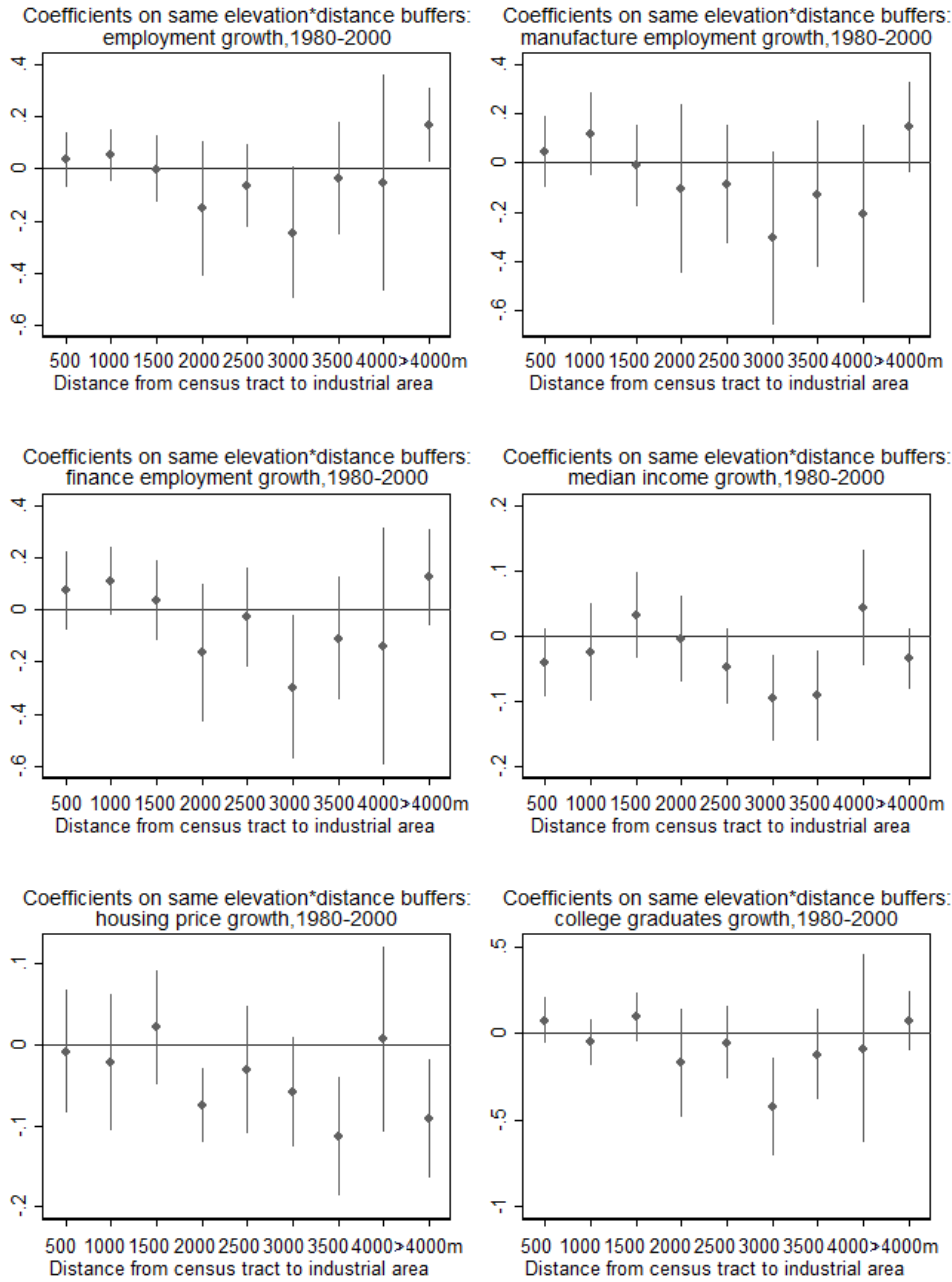 Coefficients on same elevation*distance buffers:
employment growth,1980-2000
.4
.2
0
-.2
-.4
-.6
500 1000 1500 2000 2500 3000 3500 4000>4000m
Distance from census tract to industrial area
Coefficients on same elevation*distance buffers:
manufacture employment growth,1980-2000
.4
.2
0
-.2
-.4
-.6
500 1000 1500 2000 2500 3000 3500 4000>4000m
Distance from census tract to industrial area
Coefficients on same elevation*distance buffers:
finance employment growth,1980-2000
.4
.2
0
-.2
-.4
-.6
500 1000 1500 2000 2500 3000 3500 4000>4000m
Distance from census tract to industrial area
Coefficients on same elevation*distance buffers:
median income growth,1980-2000
.2
.1
0
-.1
-.2
500 1000 1500 2000 2500 3000 3500 4000>4000m
Distance from census tract to industrial area
Coefficients on same elevation*distance buffers:
housing price growth,1980-2000
.1
0
-.1
-.2
500 1000 1500 2000 2500 3000 3500 4000>4000m
Distance from census tract to industrial area
Coefficients on same elevation*distance buffers:
college graduates growth,1980-2000
.5
0
-.5
-1
500 1000 1500 2000 2500 3000 3500 4000>4000m
Distance from census tract to industrial area